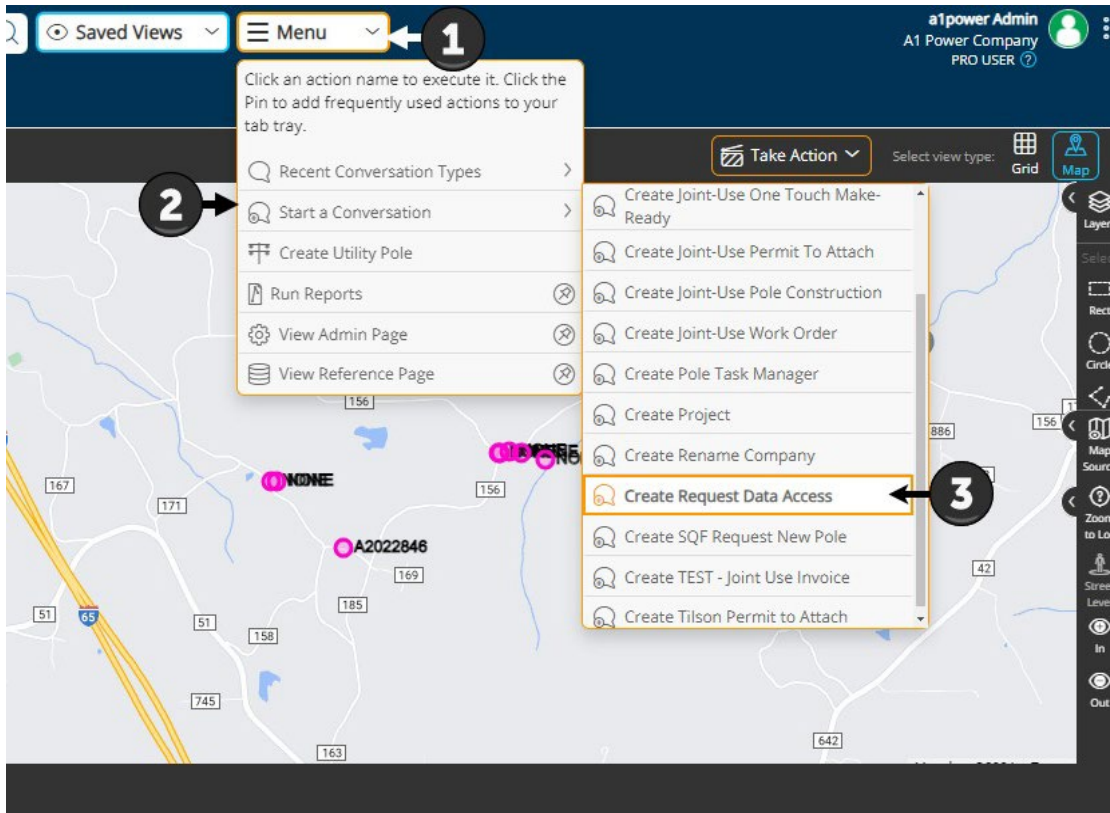 Saved Views
Menu
1
a1power Admin
A1 Power Company
PRO USER ?
Click an action name to execute it. Click the
Pin to add frequently used actions to your
tab tray.
Recent Conversation Types
2
Start a Conversation
Create Utility Pole
Run Reports
View Admin Page
View Reference Page
Take Action
Select view type:
Grid
Map
Create Joint-Use One Touch Make-
Ready
Create Joint-Use Permit To Attach
Create Joint-Use Pole Construction
Create Joint-Use Work Order
Create Pole Task Manager
Create Project
Create Rename Company
Create Request Data Access
3
Create SQF Request New Pole
Create TEST - Joint Use Invoice
Create Tilson Permit to Attach
Layer
Selec
Rect
Circle
Map
Sourc
Zoom
to Lo
Street
Level
In
Out
156
886
156
NONE
167
171
156
A2022846
169
185
42
51
65
51
158
745
163
642